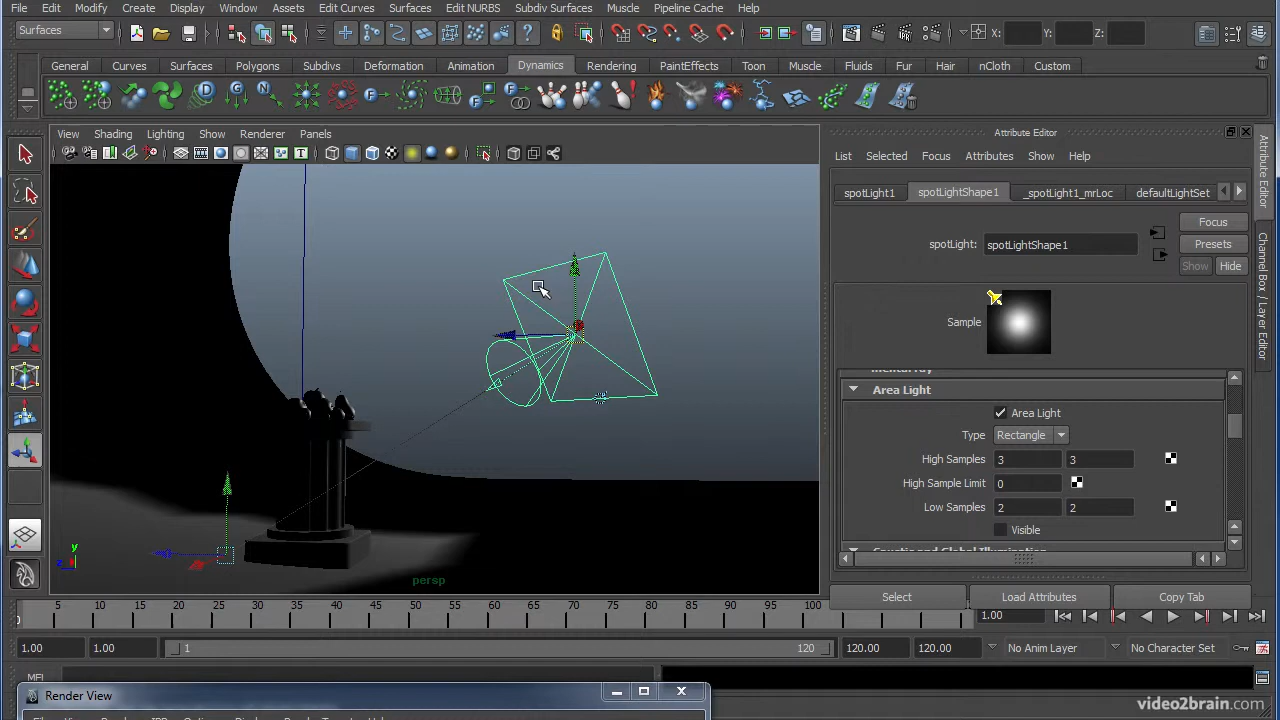 File Edit Modify Create Display Window Assets Edit Curves Surfaces Edit NURBS Subdiv Surfaces Muscle Pipeline Cache Help
Surfaces X: Y: Z:
General Curves Surfaces Polygons Subdivs Deformation Animation Dynamics Rendering PaintEffects Toon Muscle Fluids Fur Hair nCloth Custom
View Shading Lighting Show Renderer Panels
Attribute Editor
List Selected Focus Attributes Show Help
spotLight1 spotLightShape1 _spotLight1_mrLoc defaultLightSet
Focus
spotLight: spotLightShape1 Presets
Show Hide
Sample
Area Light
Area Light
Type Rectangle
High Samples 3 3
High Sample Limit 0
Low Samples 2 2
Visible
Select Load Attributes Copy Tab
Attribute Editor
Channel Box / Layer Editor
y
z
persp
5 10 15 20 25 30 35 40 45 50 55 60 65 70 75 80 85 90 95 100 1.00
1.00 1.00 1 120 120.00 120.00 No Anim Layer No Character Set
MEL
Render View
video2brain.com